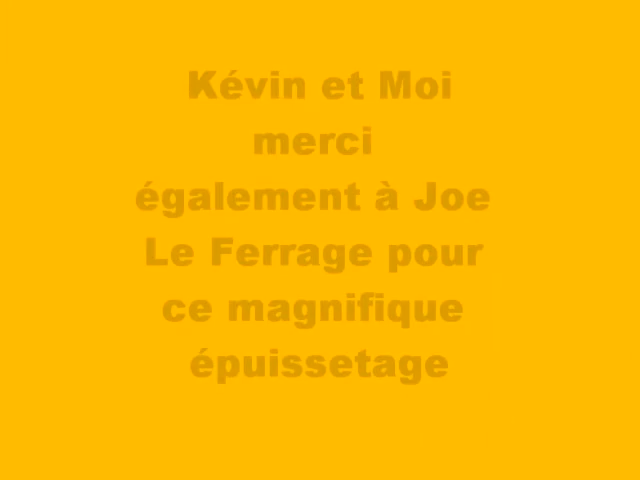 Kévin et Moi
merci
également à Joe
Le Ferrage pour
ce magnifique
épuissetage